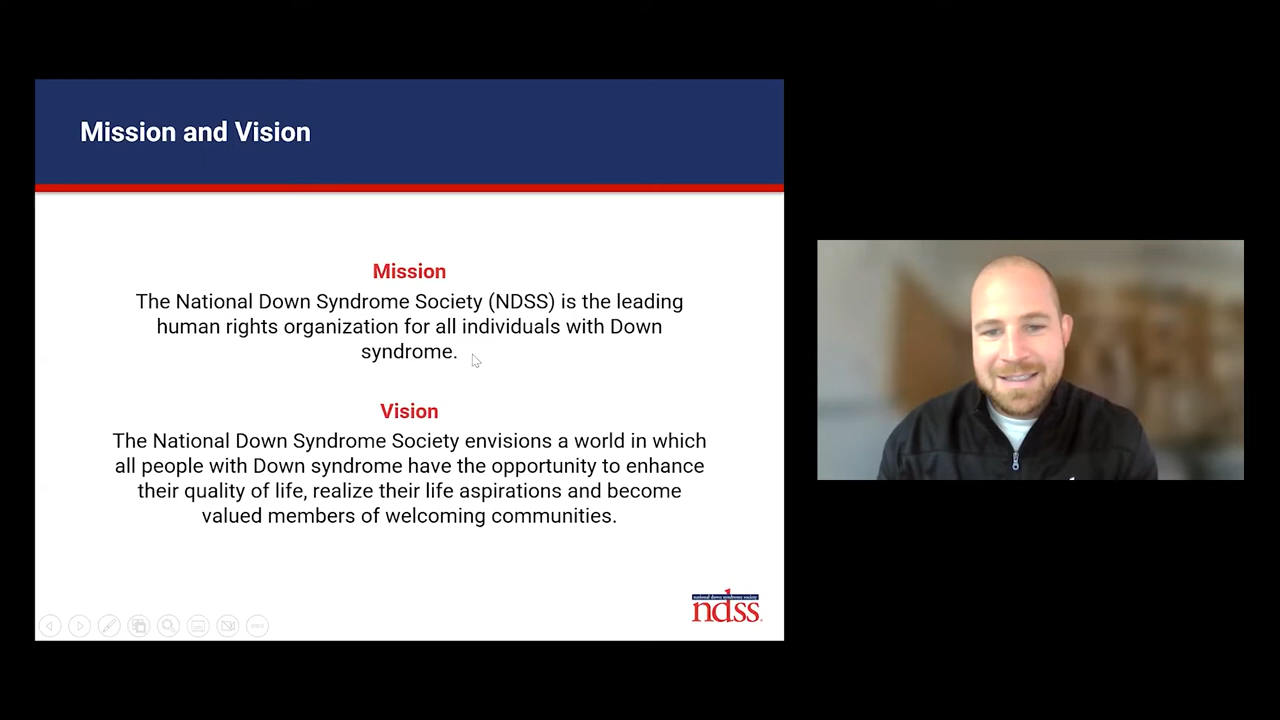 Mission and Vision
Mission
The National Down Syndrome Society (NDSS) is the leading
human rights organization for all individuals with Down
syndrome.
Vision
The National Down Syndrome Society envisions a world in which
all people with Down syndrome have the opportunity to enhance
their quality of life, realize their life aspirations and become
valued members of welcoming communities.
national down syndrome society
ndss